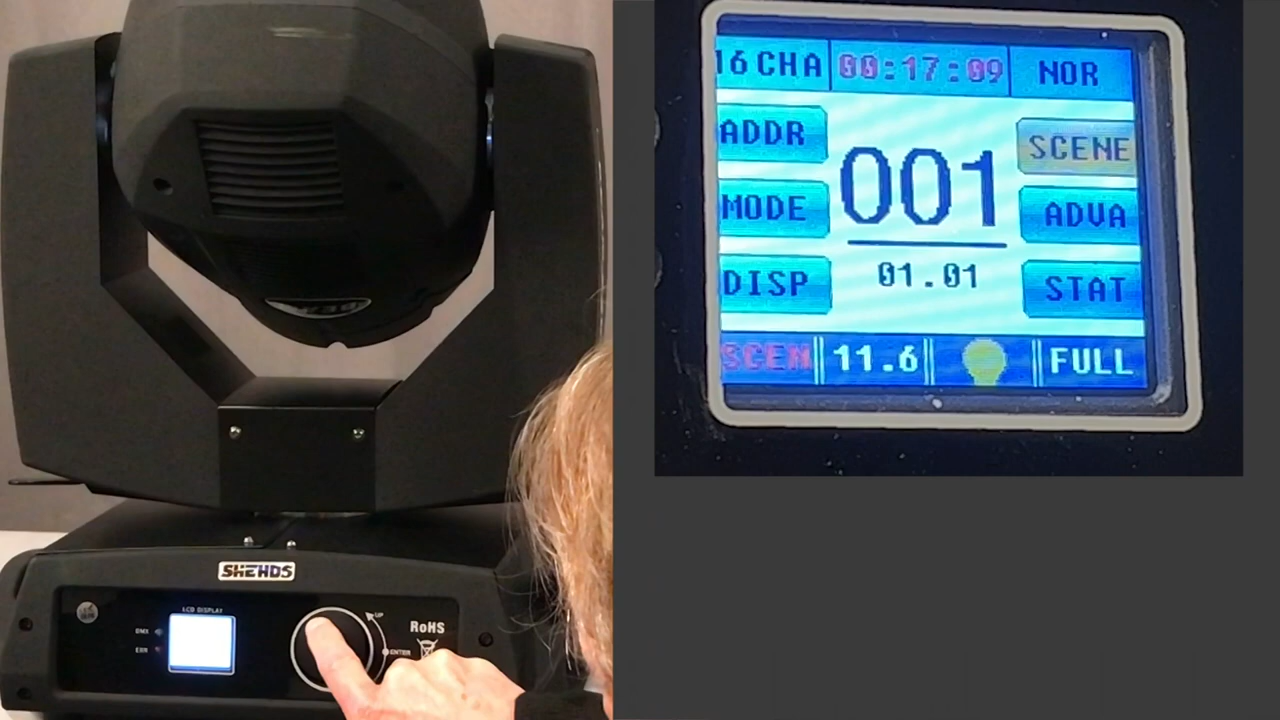 SHEHDS
LCD DISPLAY
DMX
ERR
UP
ENTER
RoHS
16 CHA 00:17:09 NOR
ADDR
SCENE
001
MODE
ADVA
01.01
DISP
STAT
SCEN 11.6 FULL